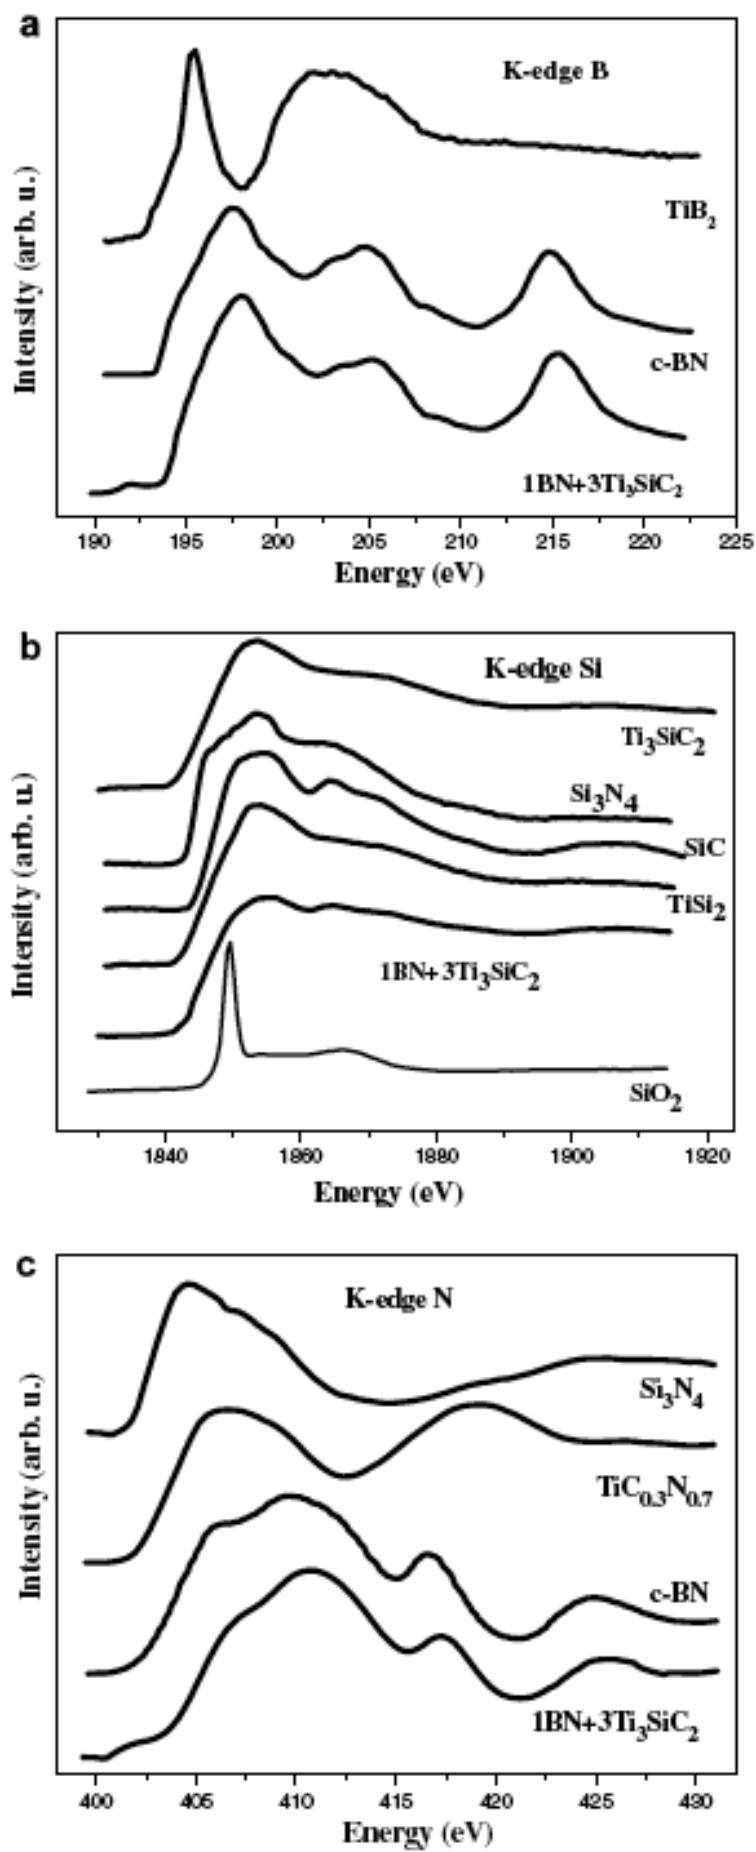 a
K-edge B
Intensity (arb. u.)
TiB2
c-BN
1BN+3Ti3SiC2
190 195 200 205 210 215 220 225
Energy (eV)
b
K-edge Si
Intensity (arb. u.)
Ti3SiC2
Si3N4
SiC
TiSi2
1BN+3Ti3SiC2
SiO2
1840 1860 1880 1900 1920
Energy (eV)
c
K-edge N
Intensity (arb. u.)
Si3N4
TiC0.3N0.7
c-BN
1BN+3Ti3SiC2
400 405 410 415 420 425 430
Energy (eV)